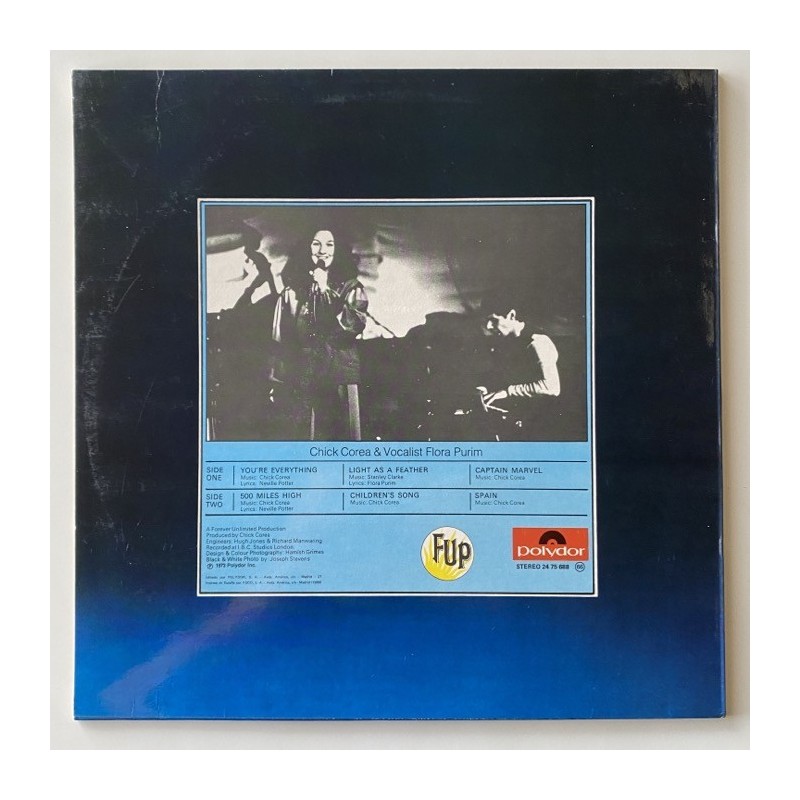 Chick Corea & Vocalist Flora Purim
SIDE ONE
YOU'RE EVERYTHING
Music: Chick Corea
Lyrics: Neville Potter
LIGHT AS A FEATHER
Music: Stanley Clarke
Lyrics: Flora Purim
CAPTAIN MARVEL
Music: Chick Corea
SIDE TWO
500 MILES HIGH
Music: Chick Corea
Lyrics: Neville Potter
CHILDREN'S SONG
Music: Chick Corea
SPAIN
Music: Chick Corea
A Forever Unlimited Production
Produced by Chick Corea
Engineers: Hugh Jones & Richard Manwaring
Recorded at I.B.C. Studios London.
Design & Colour Photography: Hamish Grimes
Black & White Photo by Joseph Stevens
Ⓟ 1973 Polydor Inc.
Fup
Polydor
STEREO 24 75 688